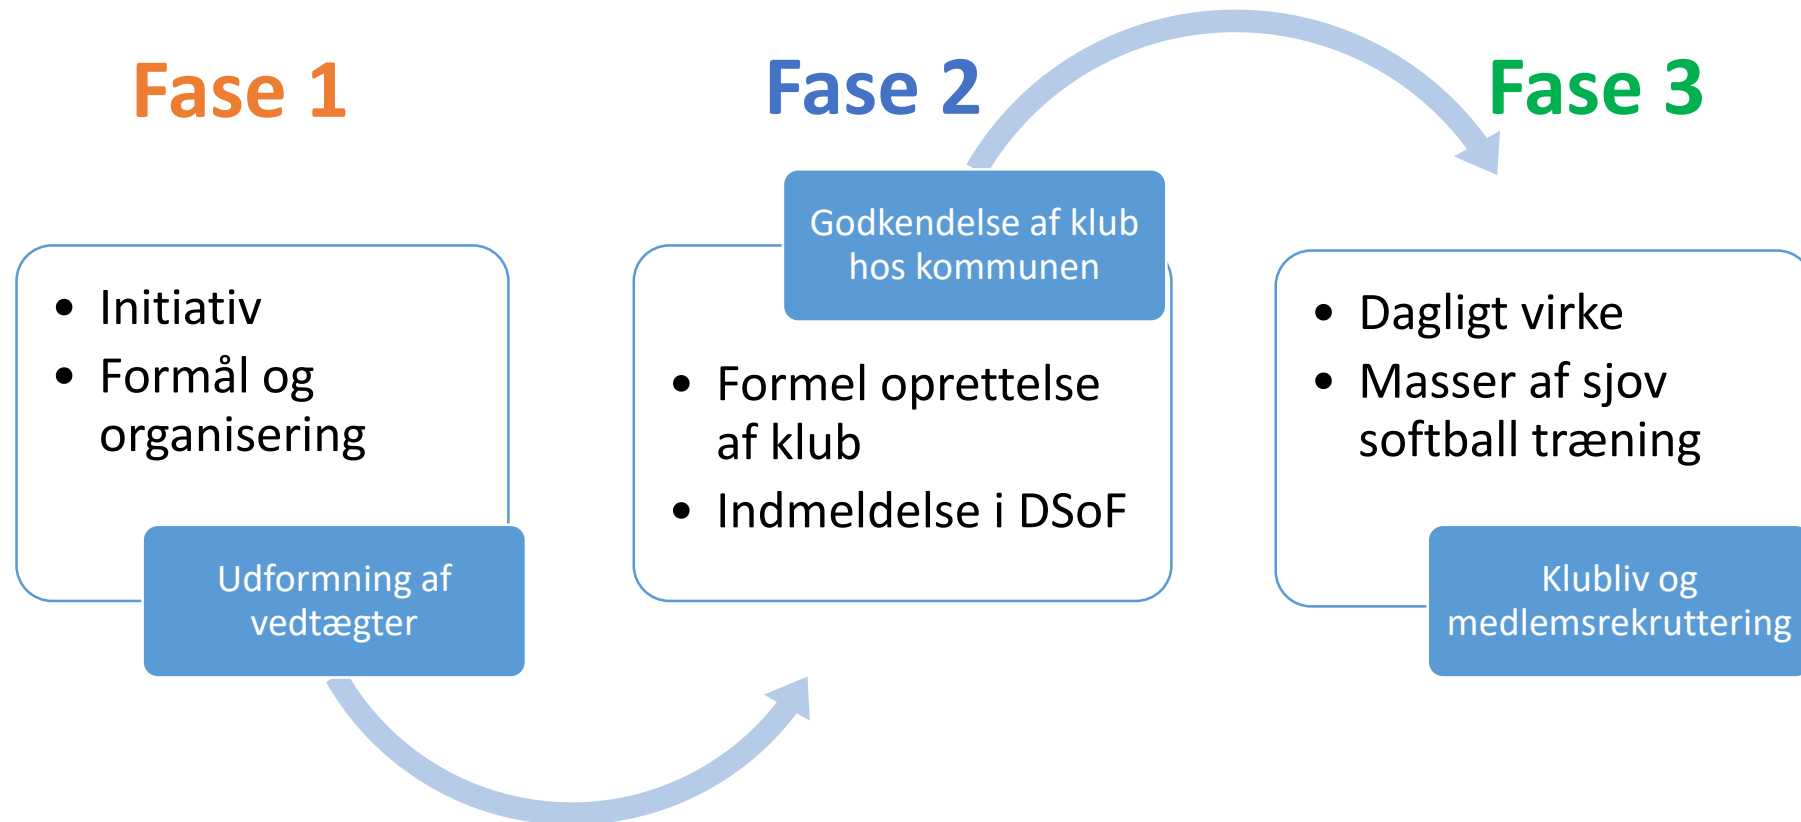 Fase 1
• Initiativ
• Formål og
organisering
Udformning af
vedtægter
Fase 2
Godkendelse af klub
hos kommunen
• Formel oprettelse
af klub
• Indmeldelse i DSoF
Fase 3
• Dagligt virke
• Masser af sjov
softball træning
Klubliv og
medlemsrekruttering